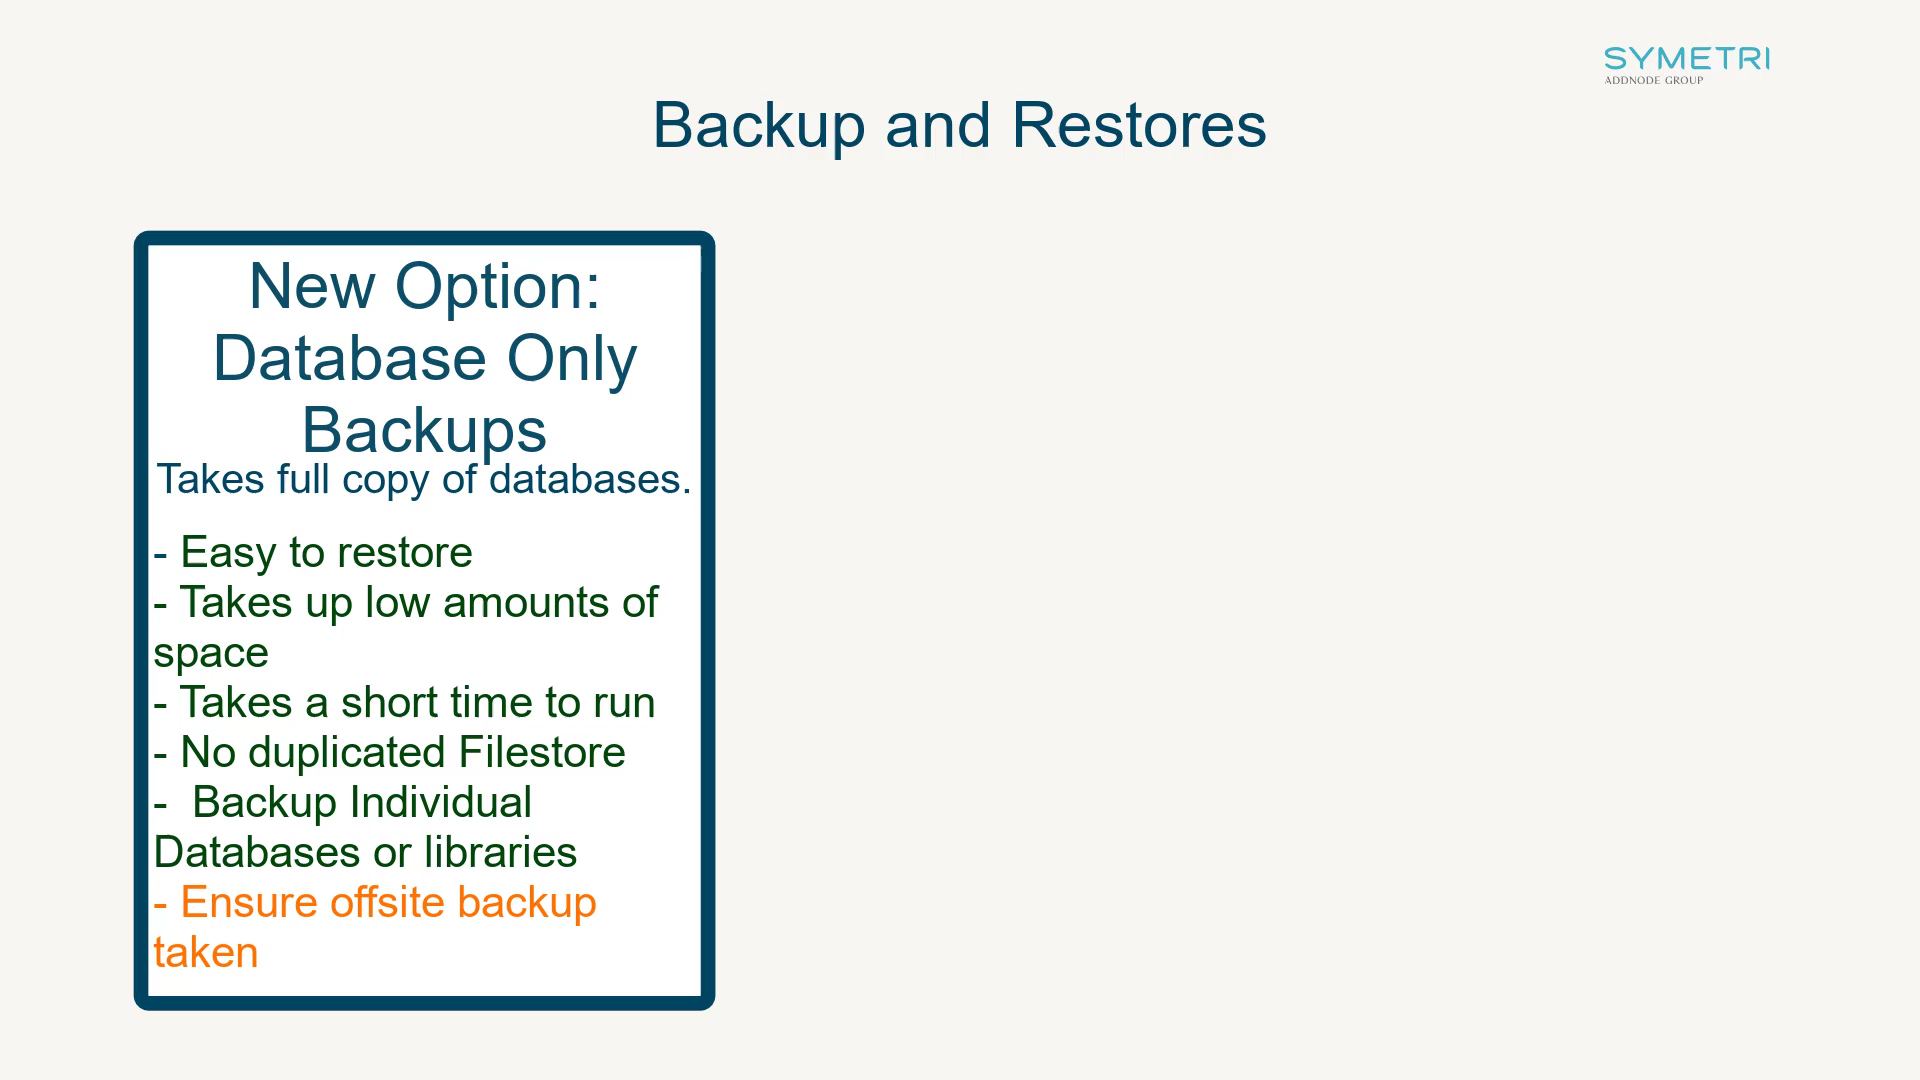 SYMETRI
ADDNODE GROUP
Backup and Restores
New Option:
Database Only
Backups
Takes full copy of databases.
- Easy to restore
- Takes up low amounts of
space
- Takes a short time to run
- No duplicated Filestore
-  Backup Individual
Databases or libraries
- Ensure offsite backup
taken